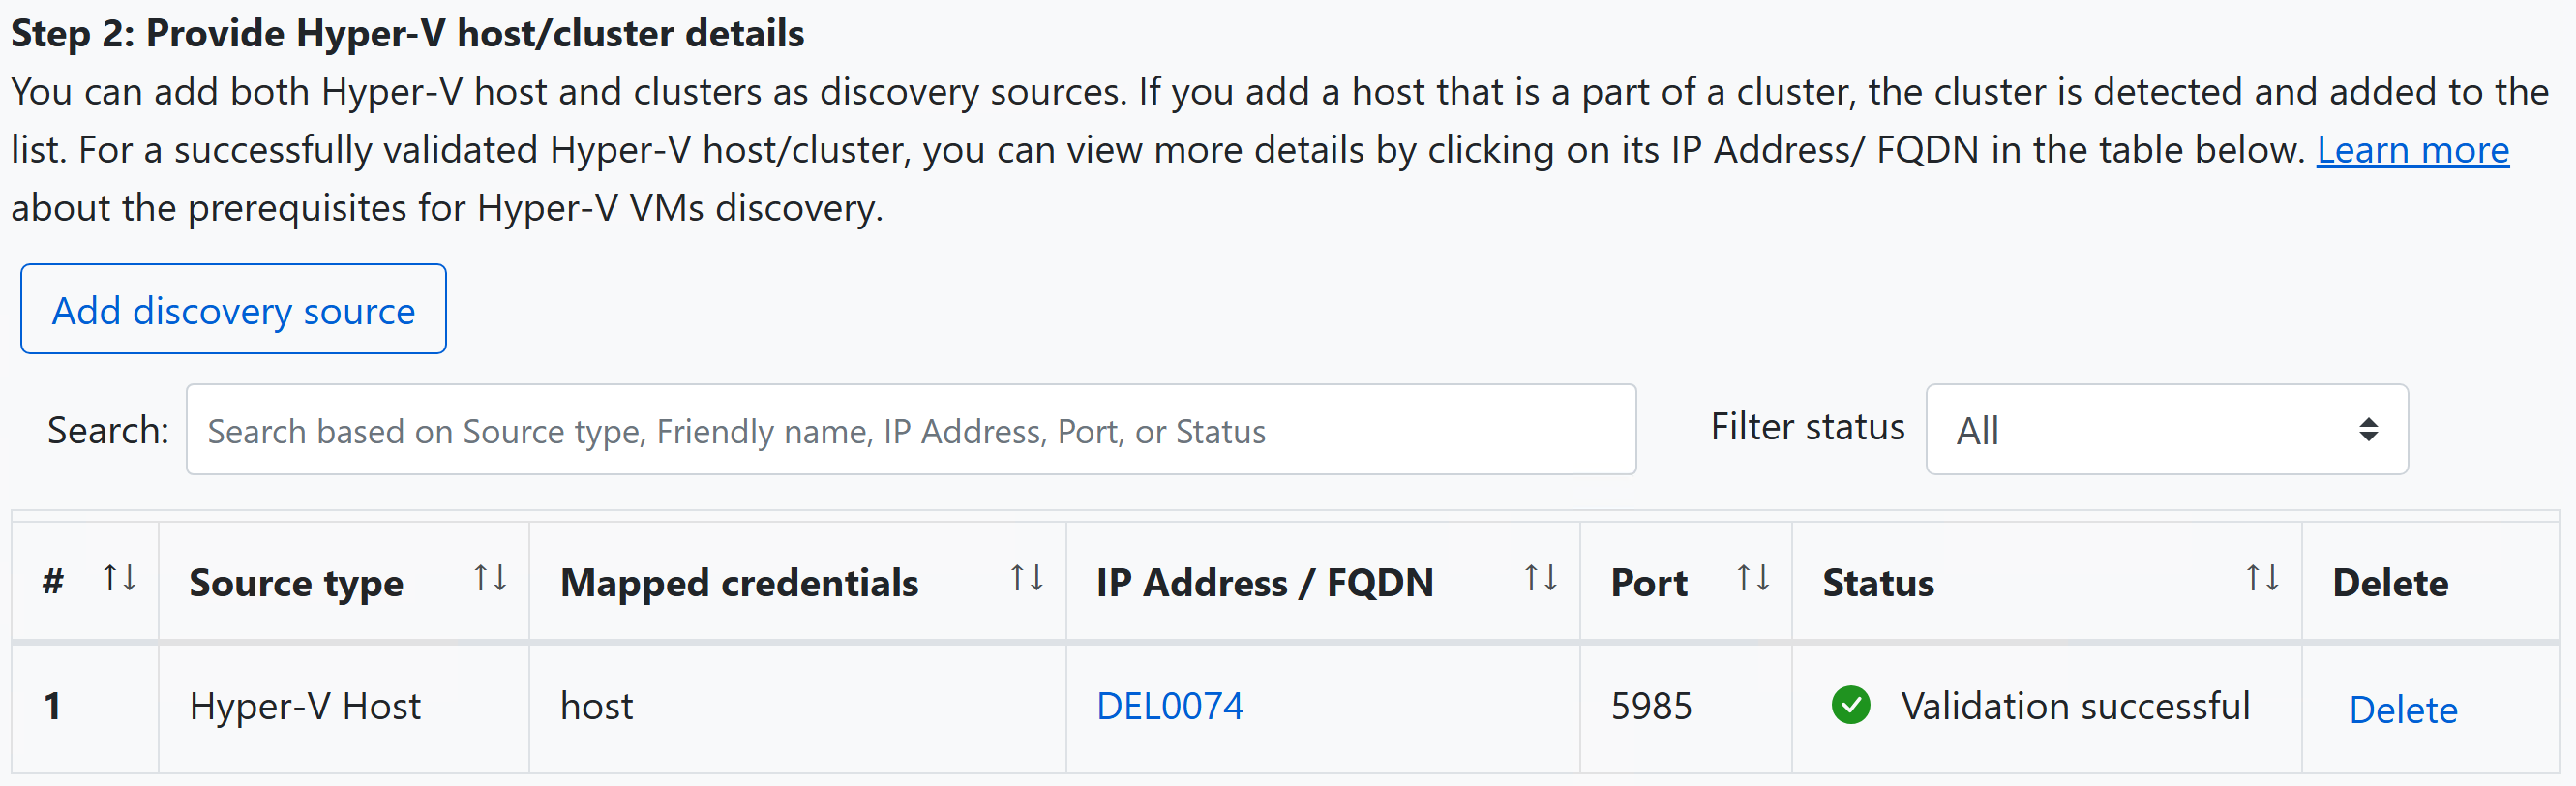 Step 2: Provide Hyper-V host/cluster details
You can add both Hyper-V host and clusters as discovery sources. If you add a host that is a part of a cluster, the cluster is detected and added to the
list. For a successfully validated Hyper-V host/cluster, you can view more details by clicking on its IP Address/ FQDN in the table below. Learn more
about the prerequisites for Hyper-V VMs discovery.
Add discovery source
Search: Search based on Source type, Friendly name, IP Address, Port, or Status Filter status All
# ↑↓ Source type ↑↓ Mapped credentials ↑↓ IP Address / FQDN ↑↓ Port ↑↓ Status ↑↓ Delete
1 Hyper-V Host host DEL0074 5985 Validation successful Delete